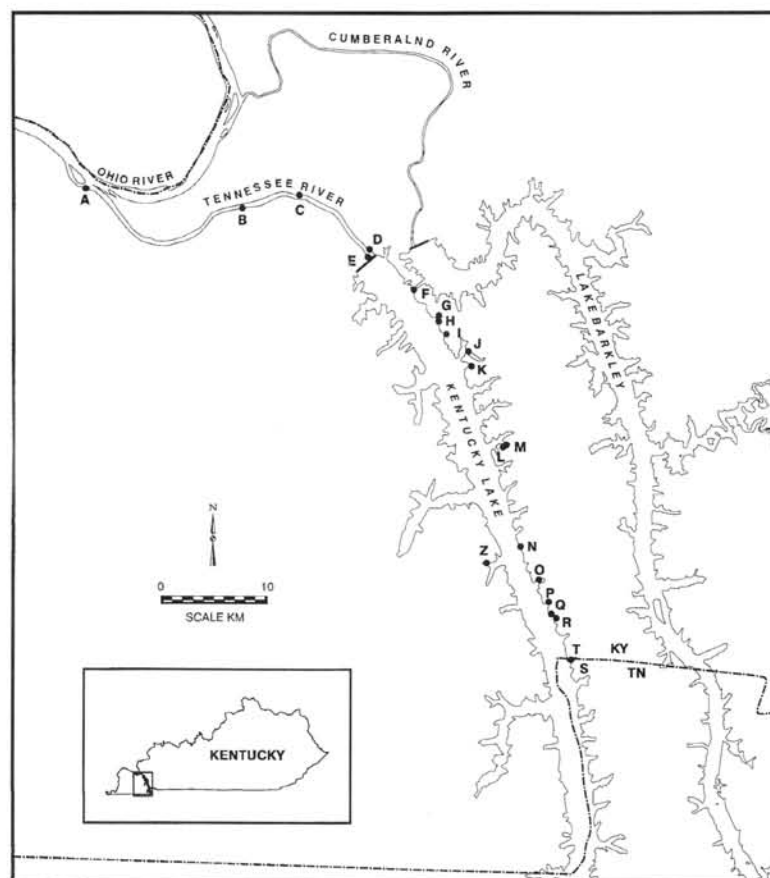 CUMBERALND RIVER
OHIO RIVER
A
TENNESSEE RIVER
B
C
D
E
F
G
H
I
J
K
LAKE BARKLEY
KENTUCKY LAKE
L
M
N
Z
O
P
Q
R
N
S
0 10
SCALE KM
T
S
KY
TN
KENTUCKY